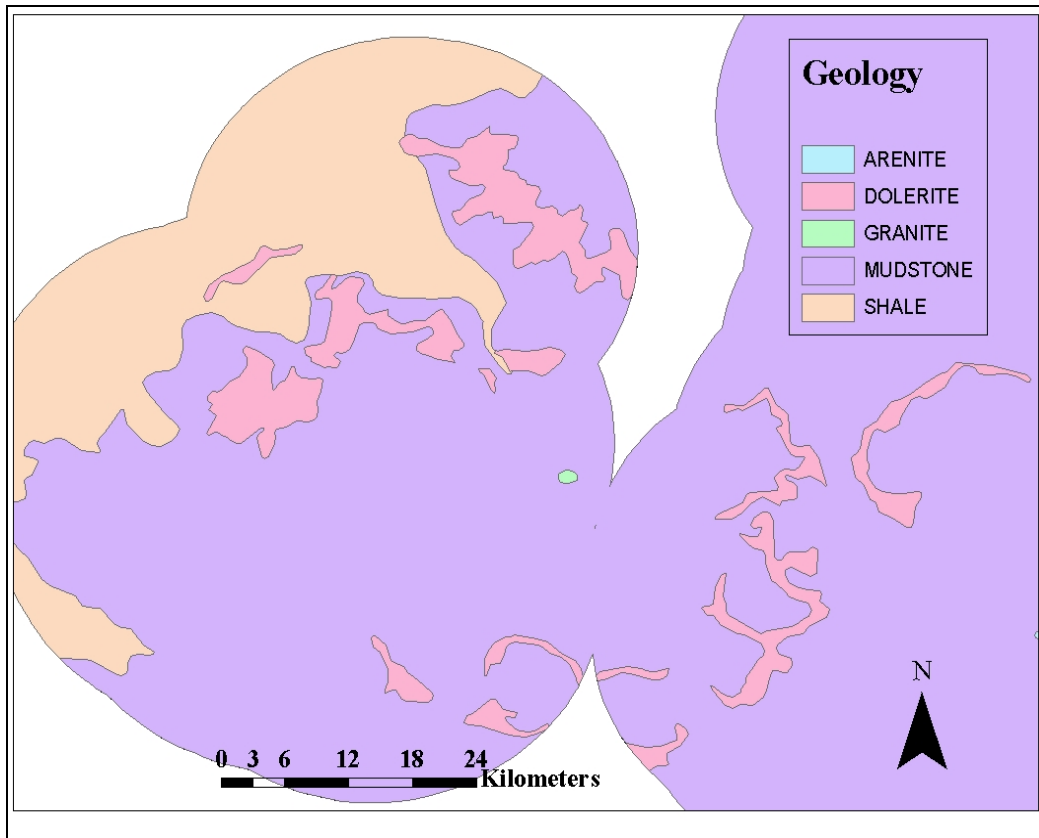 Geology
ARENITE
DOLERITE
GRANITE
MUDSTONE
SHALE
N
0 3 6 12 18 24
Kilometers